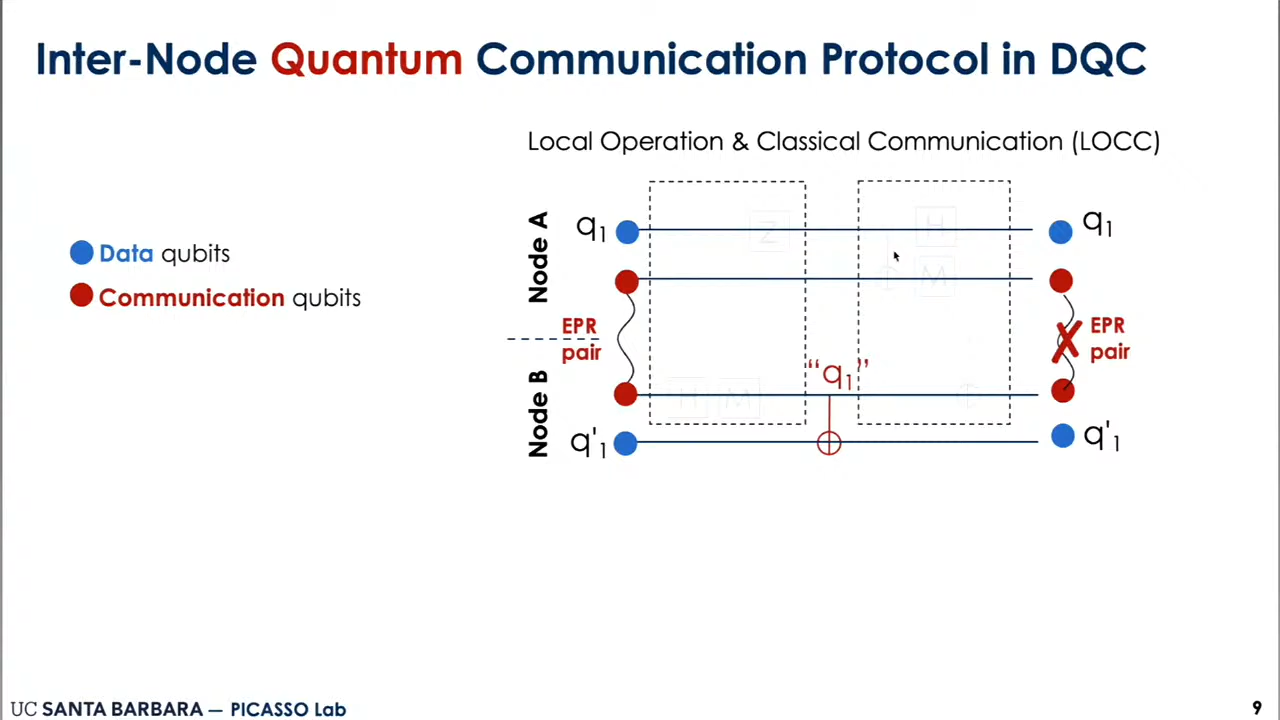 Inter-Node Quantum Communication Protocol in DQC
Local Operation & Classical Communication (LOCC)
Data qubits
Communication qubits
Node A
Node B
q₁
EPR
pair
q'₁
Z
H
M
H M
“q₁”
q₁
EPR
pair
q'₁
UC SANTA BARBARA — PICASSO Lab
9